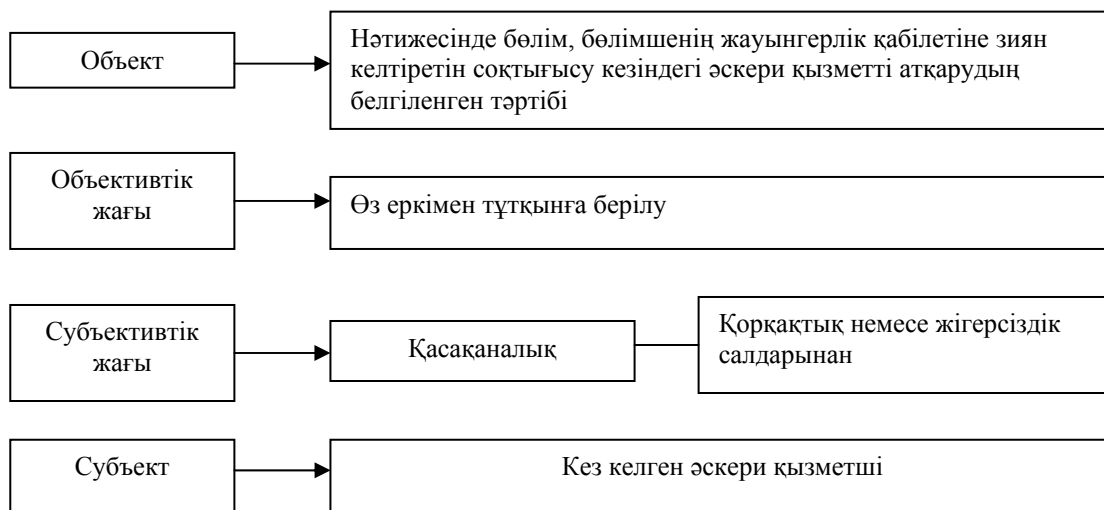 Объект
Нәтижесінде бөлім, бөлімшенің жауынгерлік қабілетіне зиян
келтіретін соқтығысу кезіндегі әскери қызметті атқарудың
белгіленген тәртібі
Объективтік
жағы
Өз еркімен тұтқынға берілу
Субъективтік
жағы
Қасақаналық
Қорқақтық немесе жігерсіздік
салдарынан
Субъект
Кез келген әскери қызметші